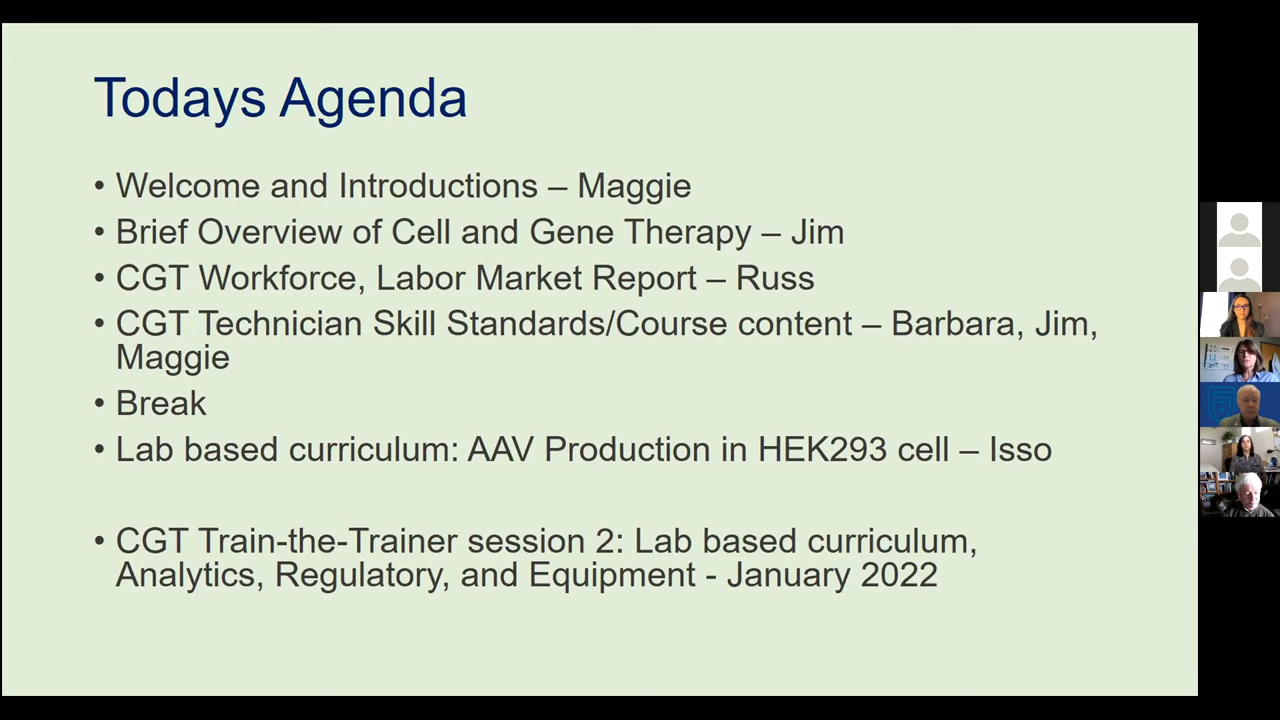 Todays Agenda
• Welcome and Introductions – Maggie
• Brief Overview of Cell and Gene Therapy – Jim
• CGT Workforce, Labor Market Report – Russ
• CGT Technician Skill Standards/Course content – Barbara, Jim,
Maggie
• Break
• Lab based curriculum: AAV Production in HEK293 cell – Isso
• CGT Train-the-Trainer session 2: Lab based curriculum,
Analytics, Regulatory, and Equipment - January 2022